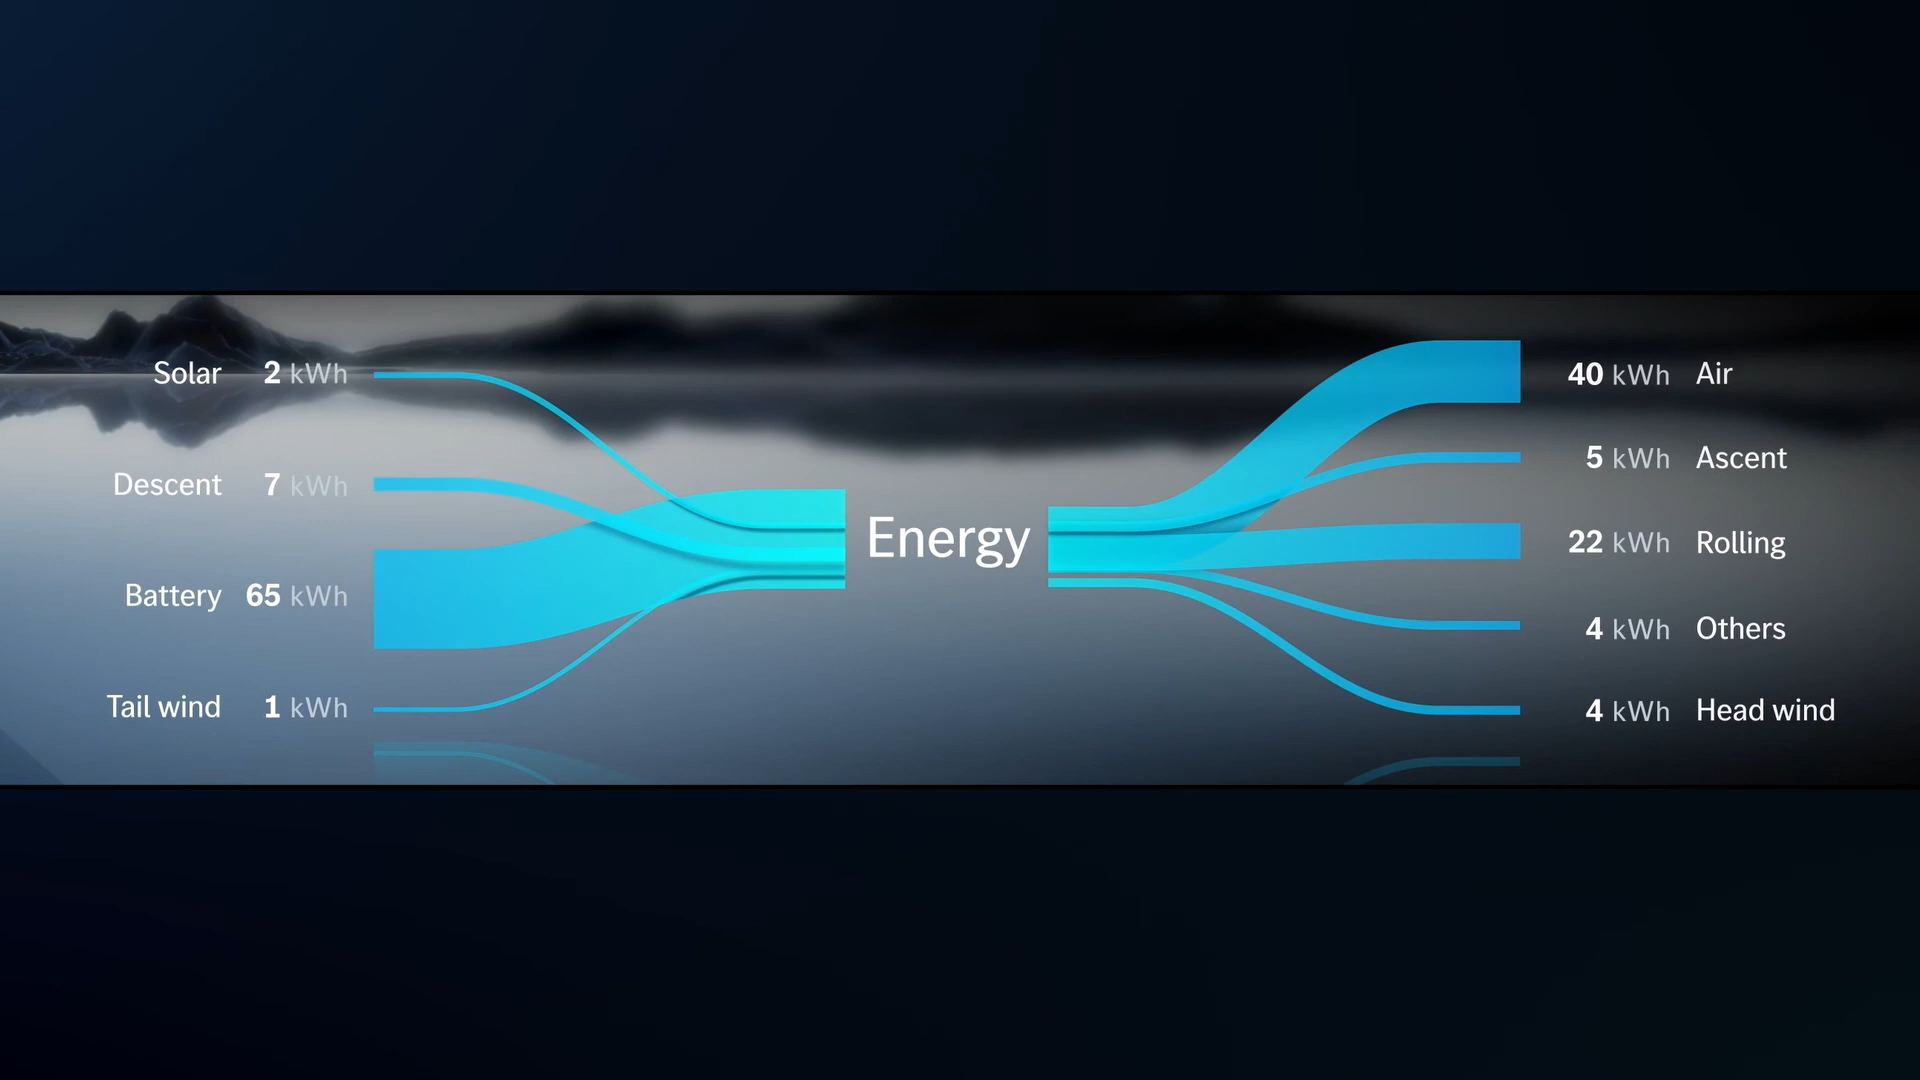 Solar 2 kWh
Descent 7 kWh
Battery 65 kWh
Tail wind 1 kWh
Energy
40 kWh Air
5 kWh Ascent
22 kWh Rolling
4 kWh Others
4 kWh Head wind